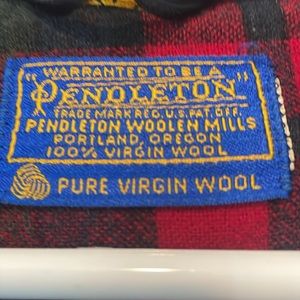 WARRANTED TO BE A
"PENDLETON"
TRADE MARK REG. U.S. PAT. OFF.
PENDLETON WOOLEN MILLS
PORTLAND, OREGON
100% VIRGIN WOOL
PURE VIRGIN WOOL